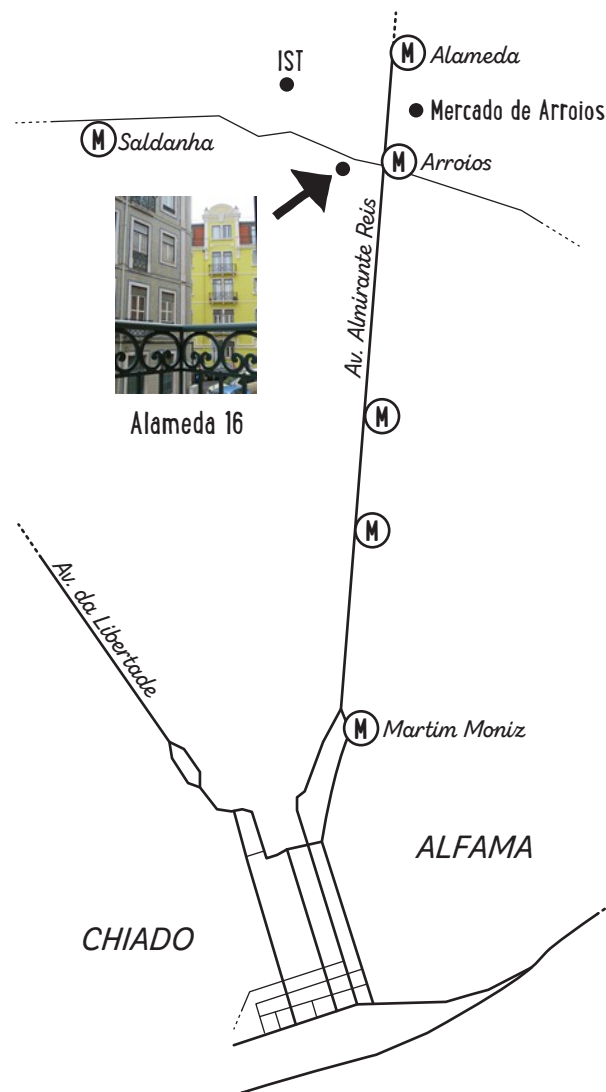 M Alameda
IST
Mercado de Arroios
M Saldanha
M Arroios
Av. Almirante Reis
Alameda 16
M
M
Av. da Libertade
M Martim Moniz
ALFAMA
CHIADO